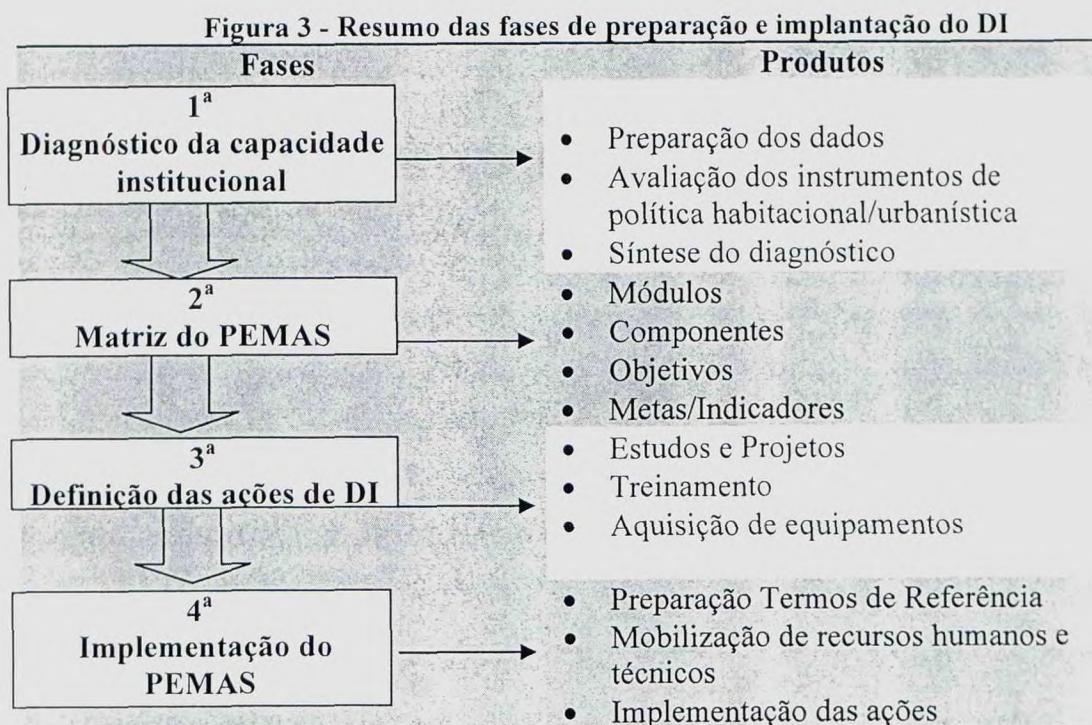 Figura 3 - Resumo das fases de preparação e implantação do DI
Fases
Produtos
1ª
Diagnóstico da capacidade
institucional
• Preparação dos dados
• Avaliação dos instrumentos de
política habitacional/urbanística
• Síntese do diagnóstico
2ª
Matriz do PEMAS
• Módulos
• Componentes
• Objetivos
• Metas/Indicadores
3ª
Definição das ações de DI
• Estudos e Projetos
• Treinamento
• Aquisição de equipamentos
4ª
Implementação do
PEMAS
• Preparação Termos de Referência
• Mobilização de recursos humanos e
técnicos
• Implementação das ações